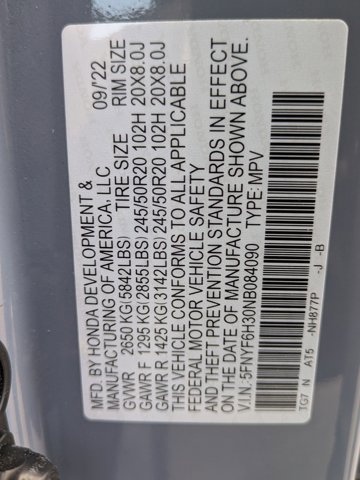 MFD. BY HONDA DEVELOPMENT & 09/22
MANUFACTURING OF AMERICA, LLC
TIRE SIZE RIM SIZE
GVWR 2650 KG(5842LBS)
GAWR F 1295 KG(2855LBS) 245/50R20 102H 20X8.0J
GAWR R 1425 KG(3142LBS) 245/50R20 102H 20X8.0J
THIS VEHICLE CONFORMS TO ALL APPLICABLE
FEDERAL MOTOR VEHICLE SAFETY
AND THEFT PREVENTION STANDARDS IN EFFECT
ON THE DATE OF MANUFACTURE SHOWN ABOVE.
V.I.N.:5FNYF6H30NB084090 TYPE: MPV
TG7 N AT5 -NH877P -J -B